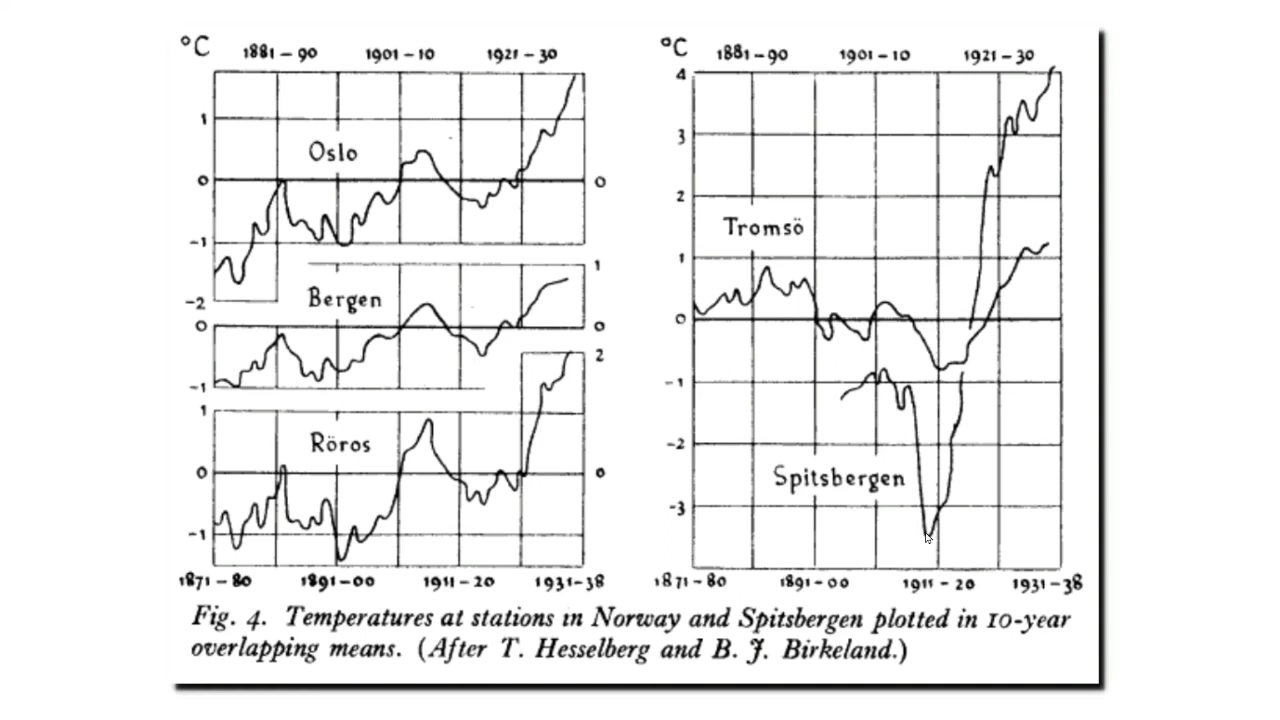 °C 1881–90 1901–10 1921–30
1
Oslo
0 0
-1
-2
1
Bergen
0 0
-1
2
1
Röros
0 0
-1
1871–80 1891–00 1911–20 1931–38
°C 1881–90 1901–10 1921–30
4
3
2
Tromsö
1
0
-1
-2
Spitsbergen
-3
1871–80 1891–00 1911–20 1931–38
Fig. 4. Temperatures at stations in Norway and Spitsbergen plotted in 10-year
overlapping means. (After T. Hesselberg and B. J. Birkeland.)